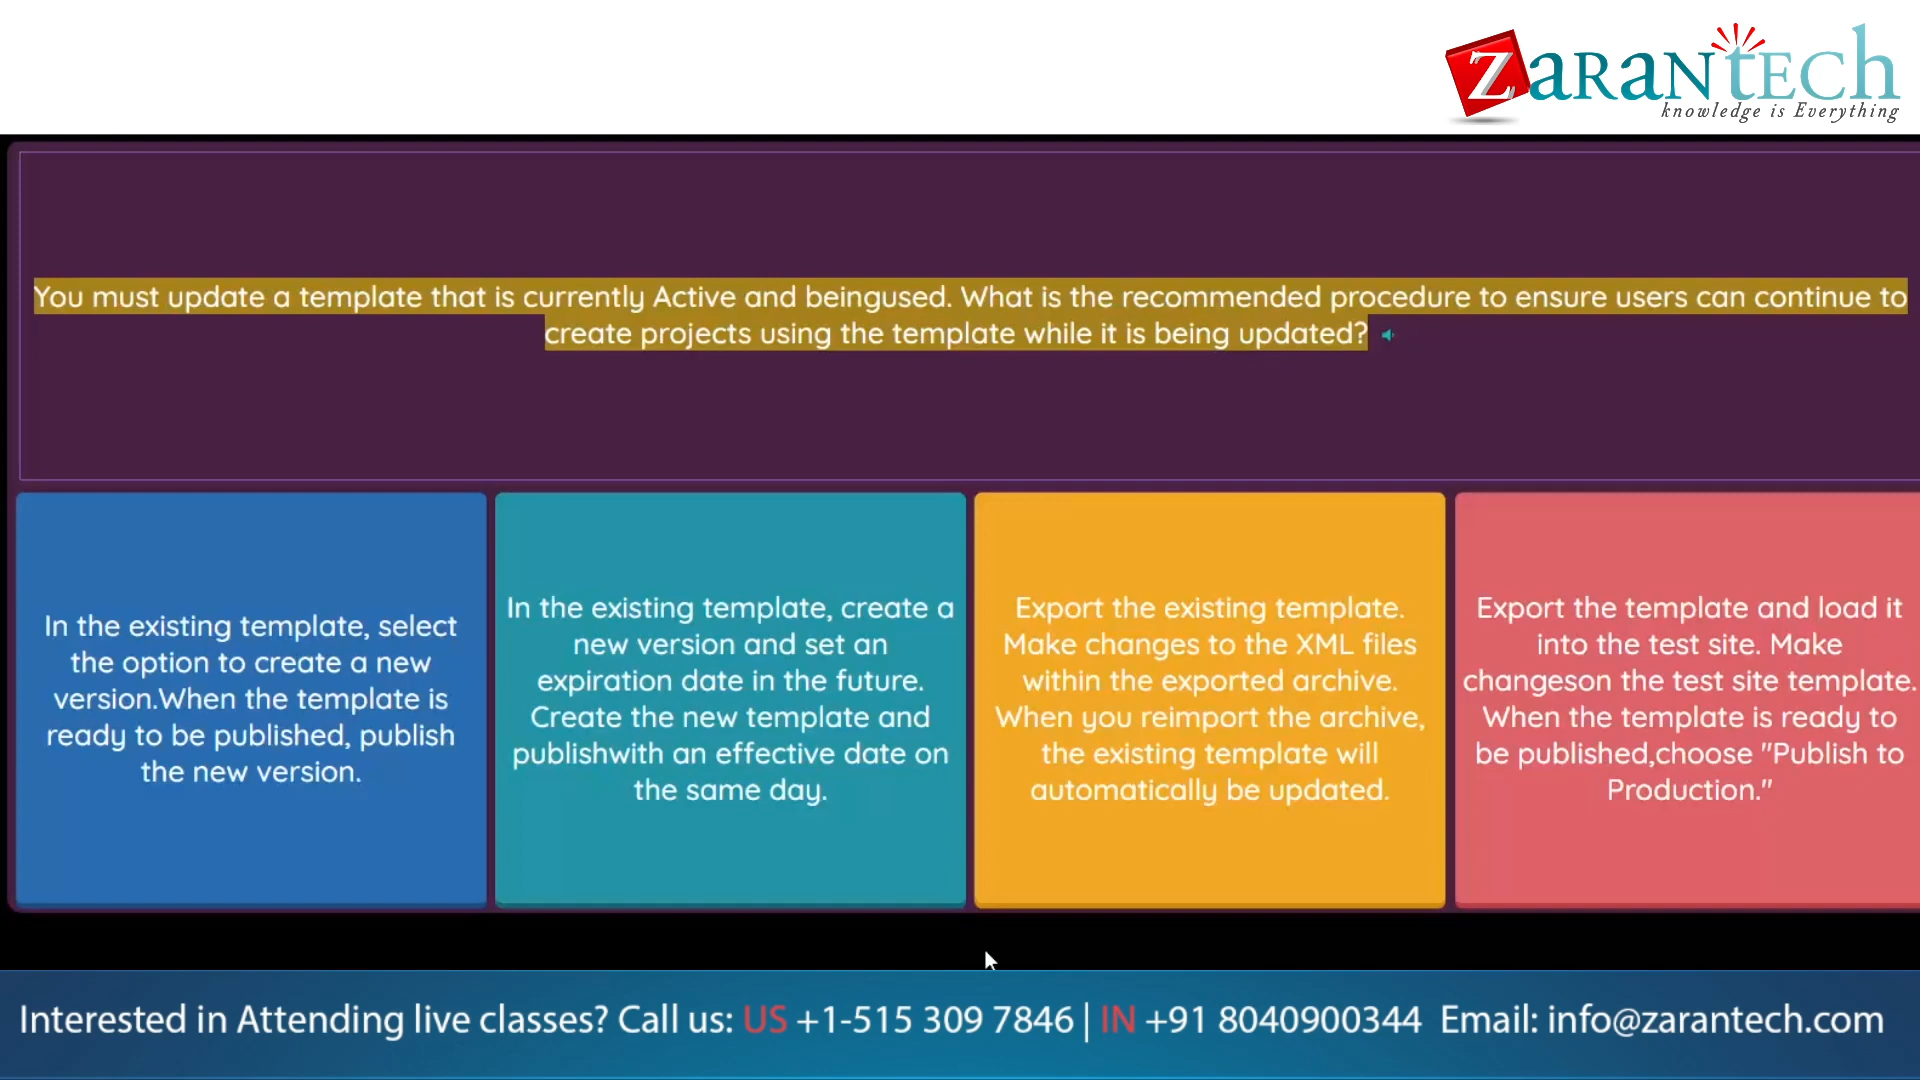 ZARANTECH
knowledge is Everything
You must update a template that is currently Active and beingused. What is the recommended procedure to ensure users can continue to
create projects using the template while it is being updated?
In the existing template, select
the option to create a new
version.When the template is
ready to be published, publish
the new version.
In the existing template, create a
new version and set an
expiration date in the future.
Create the new template and
publishwith an effective date on
the same day.
Export the existing template.
Make changes to the XML files
within the exported archive.
When you reimport the archive,
the existing template will
automatically be updated.
Export the template and load it
into the test site. Make
changeson the test site template.
When the template is ready to
be published,choose "Publish to
Production."
Interested in Attending live classes? Call us: US +1-515 309 7846 | IN +91 8040900344 Email: info@zarantech.com